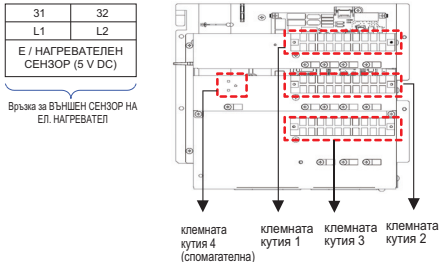 31 32
L1 L2
E / НАГРЕВАТЕЛЕН
СЕНЗОР (5 V DC)
Връзка за ВЪНШЕН СЕНЗОР НА
ЕЛ. НАГРЕВАТЕЛ
клемната
кутия 4
(спомагателна)
клемната
кутия 1
клемната
кутия 3
клемната
кутия 2